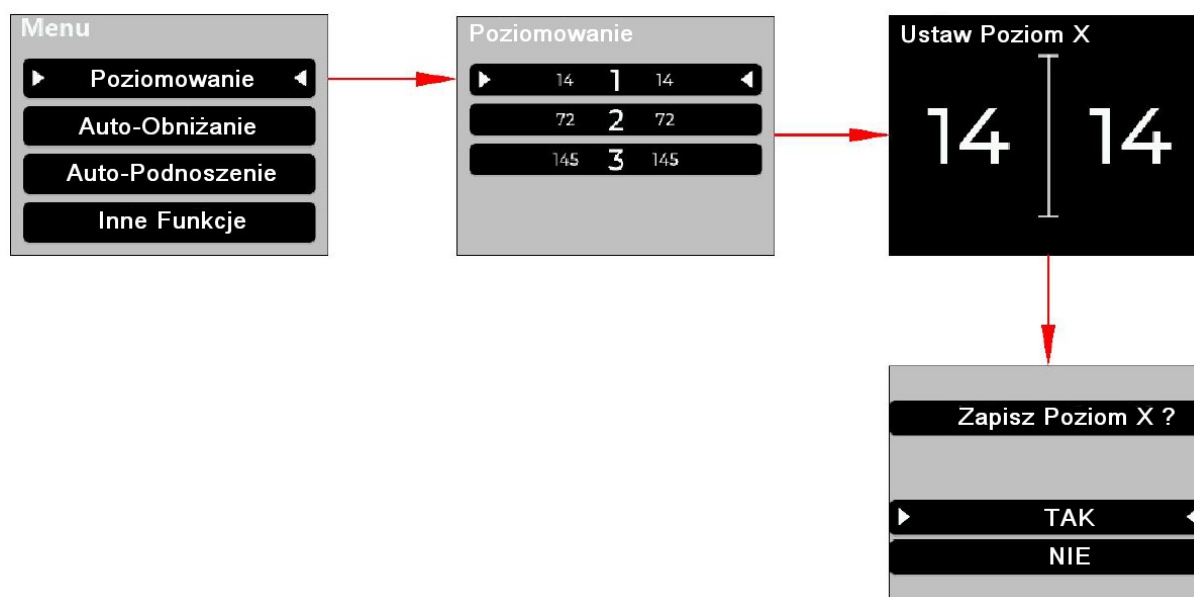 Menu
Poziomowanie
Auto-Obniżanie
Auto-Podnoszenie
Inne Funkcje
Poziomowanie
14 1 14
72 2 72
145 3 145
Ustaw Poziom X
14 14
Zapisz Poziom X ?
TAK
NIE